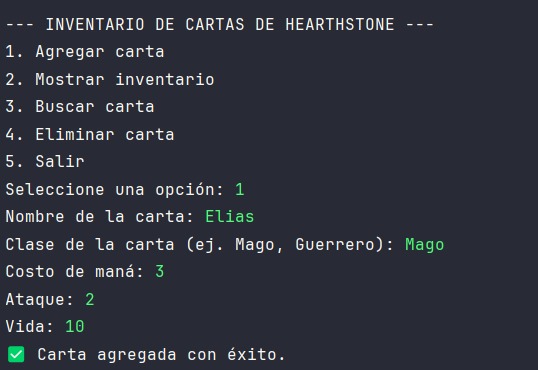 --- INVENTARIO DE CARTAS DE HEARTHSTONE ---
1. Agregar carta
2. Mostrar inventario
3. Buscar carta
4. Eliminar carta
5. Salir
Seleccione una opción: 1
Nombre de la carta: Elias
Clase de la carta (ej. Mago, Guerrero): Mago
Costo de maná: 3
Ataque: 2
Vida: 10
✅ Carta agregada con éxito.